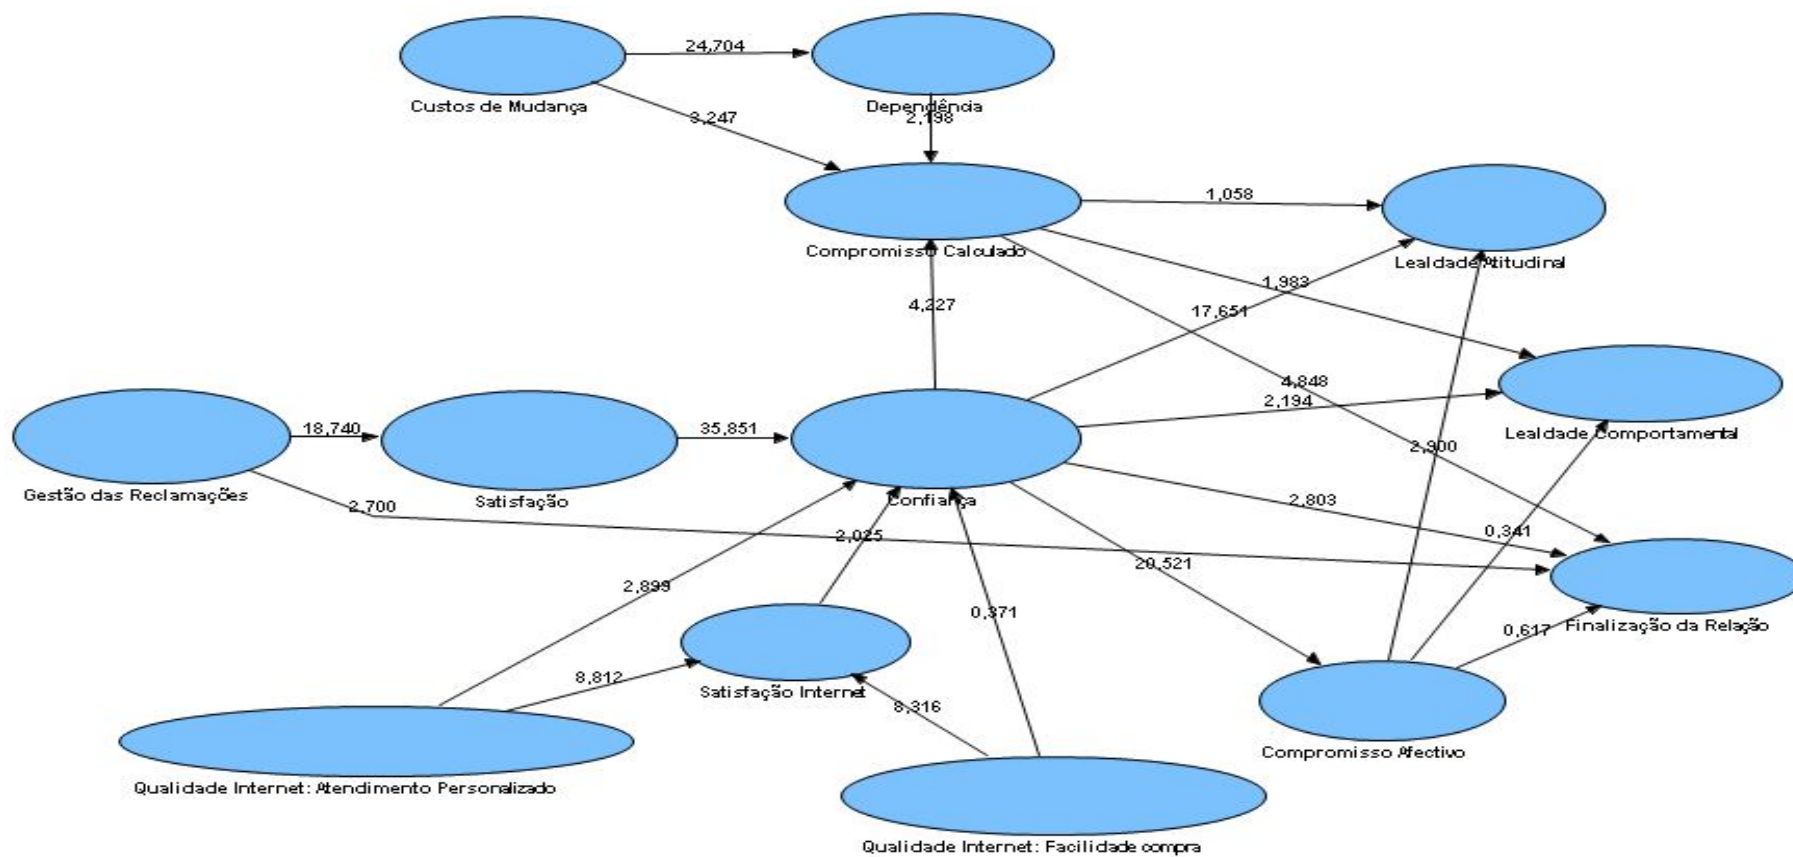 24,704
Custos de Mudança
Dependência
3,247
2,198
1,058
Compromisso Calculado
Lealdade Atitudinal
1,983
4,227
17,651
4,848
2,194
18,740
35,851
Lealdade Comportamental
2,900
Gestão das Reclamações
Satisfação
Confiança
2,700
2,803
2,025
0,341
20,521
2,899
0,371
0,617
Finalização da Relação
8,812
Satisfação Internet
8,316
Compromisso Afectivo
Qualidade Internet: Atendimento Personalizado
Qualidade Internet: Facilidade compra